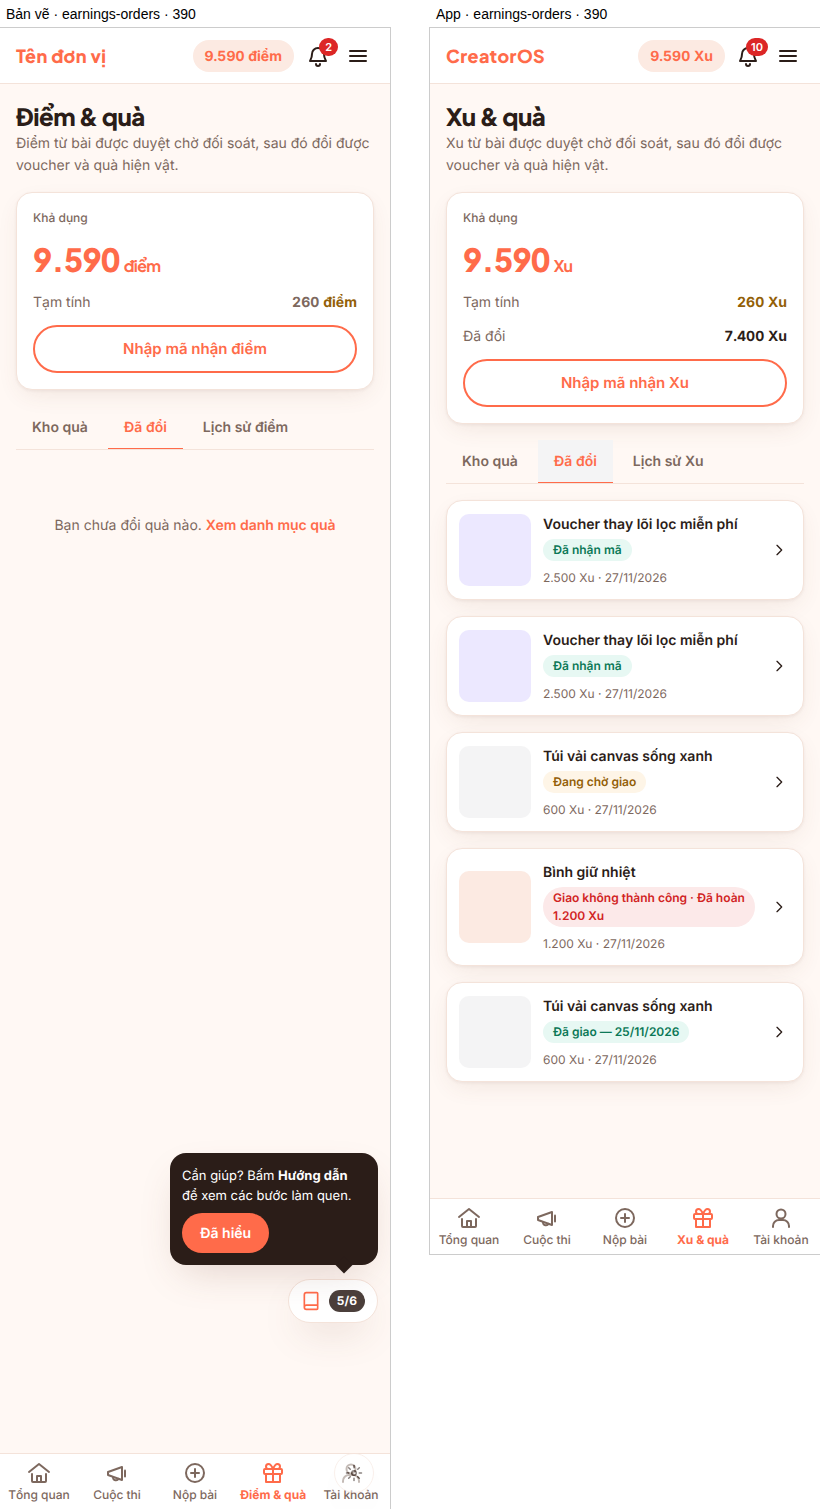 Bản vẽ · earnings-orders · 390
Tên đơn vị
9.590 điểm
2
Điểm & quà
Điểm từ bài được duyệt chờ đối soát, sau đó đổi được
voucher và quà hiện vật.
Khả dụng
9.590 điểm
Tạm tính
260 điểm
Nhập mã nhận điểm
Kho quà
Đã đổi
Lịch sử điểm
Bạn chưa đổi quà nào. Xem danh mục quà
Cần giúp? Bấm Hướng dẫn
để xem các bước làm quen.
Đã hiểu
5/6
Tổng quan
Cuộc thi
Nộp bài
Điểm & quà
Tài khoản
App · earnings-orders · 390
CreatorOS
9.590 Xu
10
Xu & quà
Xu từ bài được duyệt chờ đối soát, sau đó đổi được
voucher và quà hiện vật.
Khả dụng
9.590 Xu
Tạm tính
260 Xu
Đã đổi
7.400 Xu
Nhập mã nhận Xu
Kho quà
Đã đổi
Lịch sử Xu
Voucher thay lõi lọc miễn phí
Đã nhận mã
2.500 Xu · 27/11/2026
Voucher thay lõi lọc miễn phí
Đã nhận mã
2.500 Xu · 27/11/2026
Túi vải canvas sống xanh
Đang chờ giao
600 Xu · 27/11/2026
Bình giữ nhiệt
Giao không thành công · Đã hoàn
1.200 Xu
1.200 Xu · 27/11/2026
Túi vải canvas sống xanh
Đã giao — 25/11/2026
600 Xu · 27/11/2026
Tổng quan
Cuộc thi
Nộp bài
Xu & quà
Tài khoản